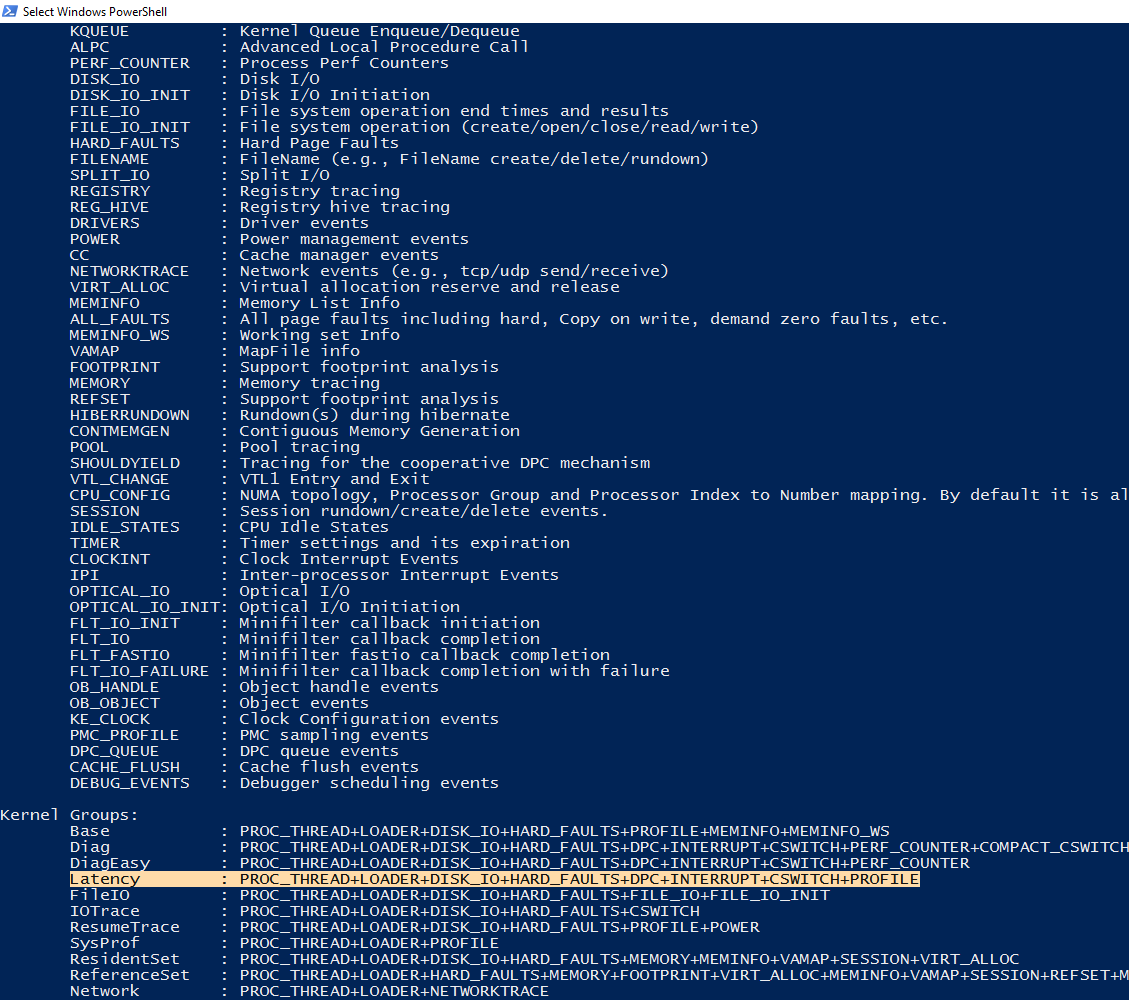 Select Windows PowerShell
KQUEUE : Kernel Queue Enqueue/Dequeue
ALPC : Advanced Local Procedure Call
PERF_COUNTER : Process Perf Counters
DISK_IO : Disk I/O
DISK_IO_INIT : Disk I/O Initiation
FILE_IO : File system operation end times and results
FILE_IO_INIT : File system operation (create/open/close/read/write)
HARD_FAULTS : Hard Page Faults
FILENAME : FileName (e.g., FileName create/delete/rundown)
SPLIT_IO : Split I/O
REGISTRY : Registry tracing
REG_HIVE : Registry hive tracing
DRIVERS : Driver events
POWER : Power management events
CC : Cache manager events
NETWORKTRACE : Network events (e.g., tcp/udp send/receive)
VIRT_ALLOC : Virtual allocation reserve and release
MEMINFO : Memory List Info
ALL_FAULTS : All page faults including hard, Copy on write, demand zero faults, etc.
MEMINFO_WS : Working set Info
VAMAP : MapFile info
FOOTPRINT : Support footprint analysis
MEMORY : Memory tracing
REFSET : Support footprint analysis
HIBERRUNDOWN : Rundown(s) during hibernate
CONTMEMGEN : Contiguous Memory Generation
POOL : Pool tracing
SHOULDYIELD : Tracing for the cooperative DPC mechanism
VTL_CHANGE : VTL1 Entry and Exit
CPU_CONFIG : NUMA topology, Processor Group and Processor Index to Number mapping. By default it is al
SESSION : Session rundown/create/delete events.
IDLE_STATES : CPU Idle States
TIMER : Timer settings and its expiration
CLOCKINT : Clock Interrupt Events
IPI : Inter-processor Interrupt Events
OPTICAL_IO : Optical I/O
OPTICAL_IO_INIT: Optical I/O Initiation
FLT_IO_INIT : Minifilter callback initiation
FLT_IO : Minifilter callback completion
FLT_FASTIO : Minifilter fastio callback completion
FLT_IO_FAILURE : Minifilter callback completion with failure
OB_HANDLE : Object handle events
OB_OBJECT : Object events
KE_CLOCK : Clock Configuration events
PMC_PROFILE : PMC sampling events
DPC_QUEUE : DPC queue events
CACHE_FLUSH : Cache flush events
DEBUG_EVENTS : Debugger scheduling events
Kernel Groups:
Base : PROC_THREAD+LOADER+DISK_IO+HARD_FAULTS+PROFILE+MEMINFO+MEMINFO_WS
Diag : PROC_THREAD+LOADER+DISK_IO+HARD_FAULTS+DPC+INTERRUPT+CSWITCH+PERF_COUNTER+COMPACT_CSWITCH
DiagEasy : PROC_THREAD+LOADER+DISK_IO+HARD_FAULTS+DPC+INTERRUPT+CSWITCH+PERF_COUNTER
Latency : PROC_THREAD+LOADER+DISK_IO+HARD_FAULTS+DPC+INTERRUPT+CSWITCH+PROFILE
FileIO : PROC_THREAD+LOADER+DISK_IO+HARD_FAULTS+FILE_IO+FILE_IO_INIT
IOTrace : PROC_THREAD+LOADER+DISK_IO+HARD_FAULTS+CSWITCH
ResumeTrace : PROC_THREAD+LOADER+DISK_IO+HARD_FAULTS+PROFILE+POWER
SysProf : PROC_THREAD+LOADER+PROFILE
ResidentSet : PROC_THREAD+LOADER+DISK_IO+HARD_FAULTS+MEMORY+MEMINFO+VAMAP+SESSION+VIRT_ALLOC
ReferenceSet : PROC_THREAD+LOADER+HARD_FAULTS+MEMORY+FOOTPRINT+VIRT_ALLOC+MEMINFO+VAMAP+SESSION+REFSET+M
Network : PROC_THREAD+LOADER+NETWORKTRACE